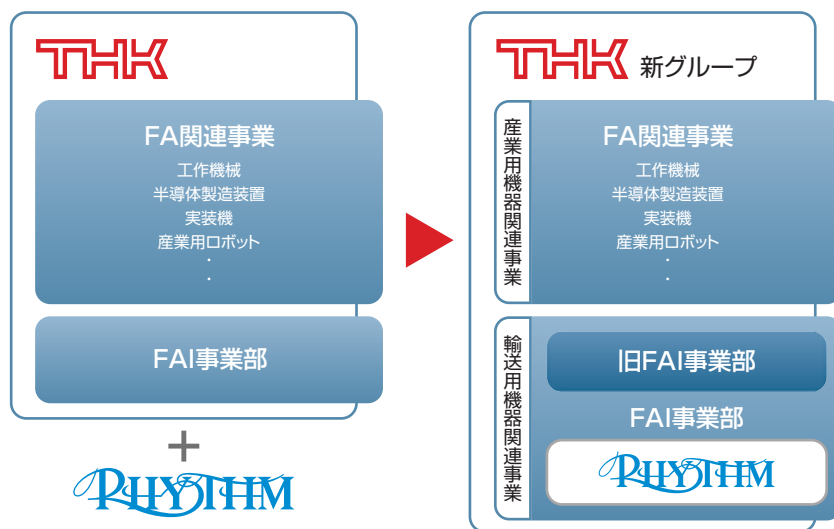 THK
FA関連事業
工作機械
半導体製造装置
実装機
産業用ロボット
・
・
FAI事業部
+
RHYTHM
THK 新グループ
産業用機器関連事業
FA関連事業
工作機械
半導体製造装置
実装機
産業用ロボット
・
・
輸送用機器関連事業
旧FAI事業部
FAI事業部
RHYTHM